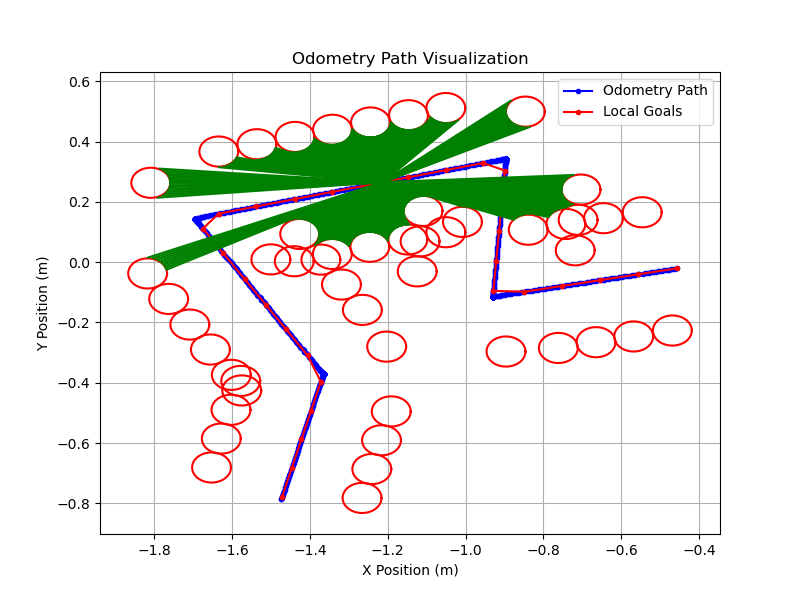 Odometry Path Visualization
Odometry Path
Local Goals
Y Position (m)
0.6
0.4
0.2
0.0
−0.2
−0.4
−0.6
−0.8
−1.8 −1.6 −1.4 −1.2 −1.0 −0.8 −0.6 −0.4
X Position (m)